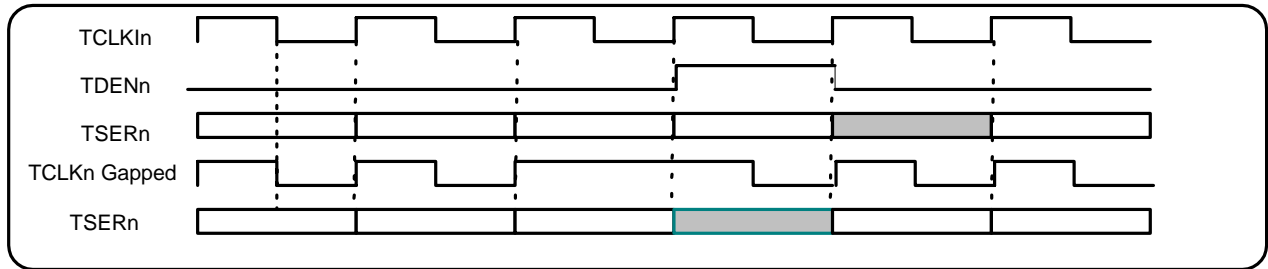 TCLKIn
TDENn
TSERn
TCLKn Gapped
TSERn